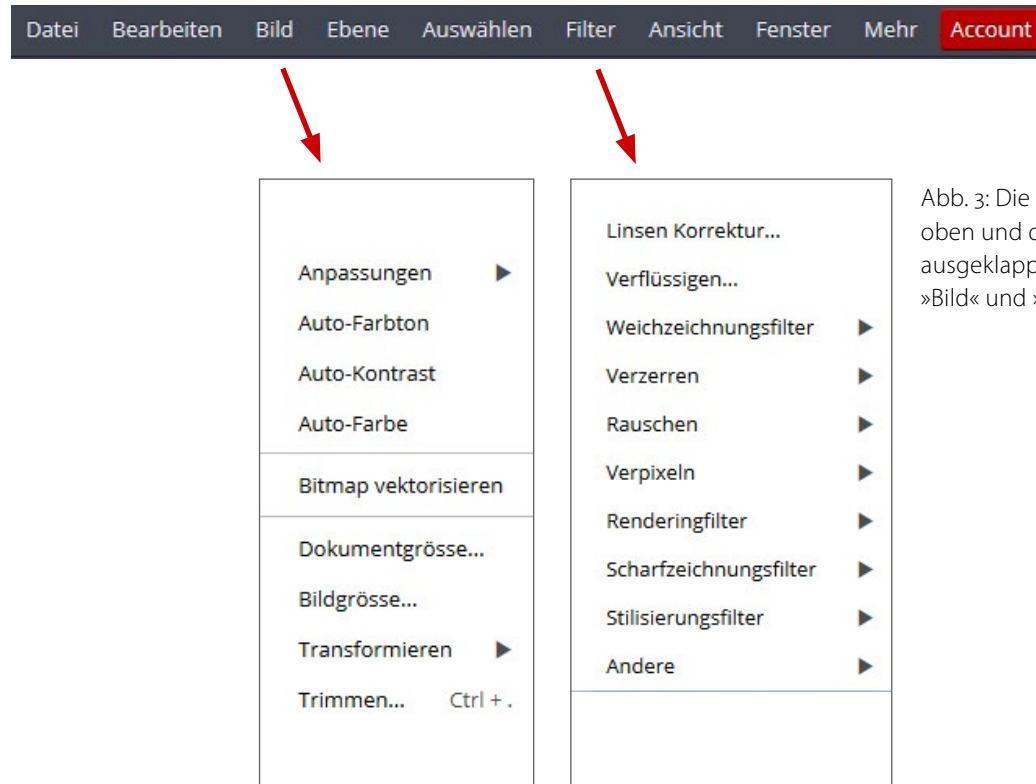 Datei Bearbeiten Bild Ebene Auswählen Filter Ansicht Fenster Mehr Account
Anpassungen
Auto-Farbton
Auto-Kontrast
Auto-Farbe
Bitmap vektorisieren
Dokumentgrösse...
Bildgrösse...
Transformieren
Trimmen... Ctrl + .
Linsen Korrektur...
Verflüssigen...
Weichzeichnungsfilter
Verzerren
Rauschen
Verpixeln
Renderingfilter
Scharfzeichnungsfilter
Stilisierungsfilter
Andere
Abb. 3: Die
oben und
ausgeklapp
»Bild« und